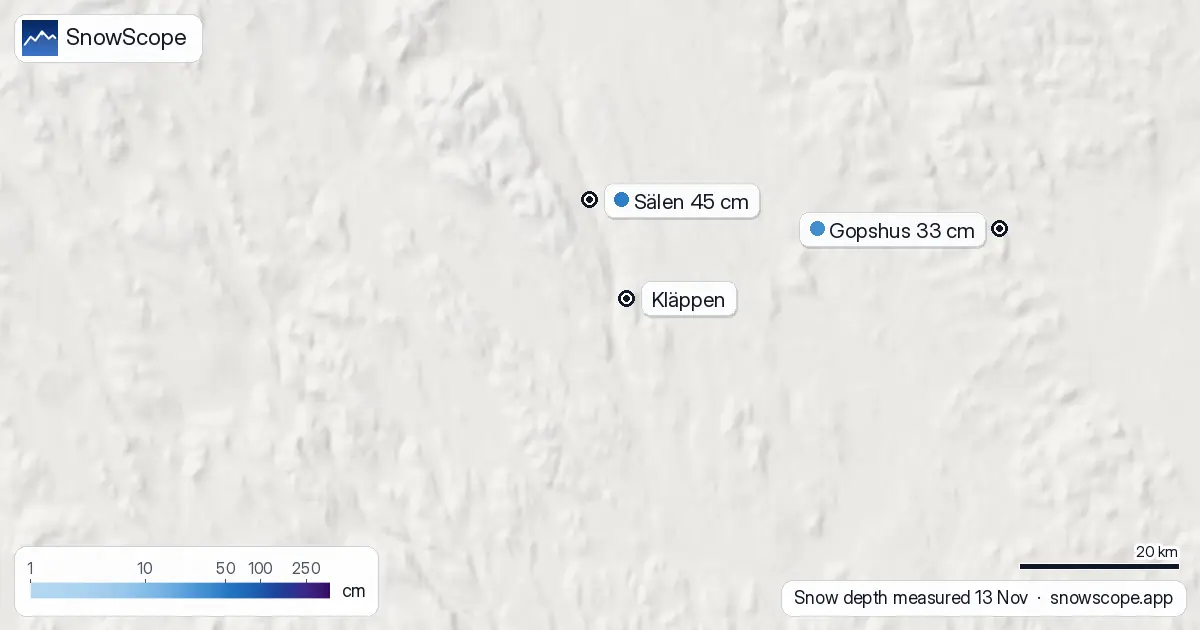 SnowScope
Sälen 45 cm
Gopshus 33 cm
Kläppen
1 10 50 100 250
cm
20 km
Snow depth measured 13 Nov · snowscope.app